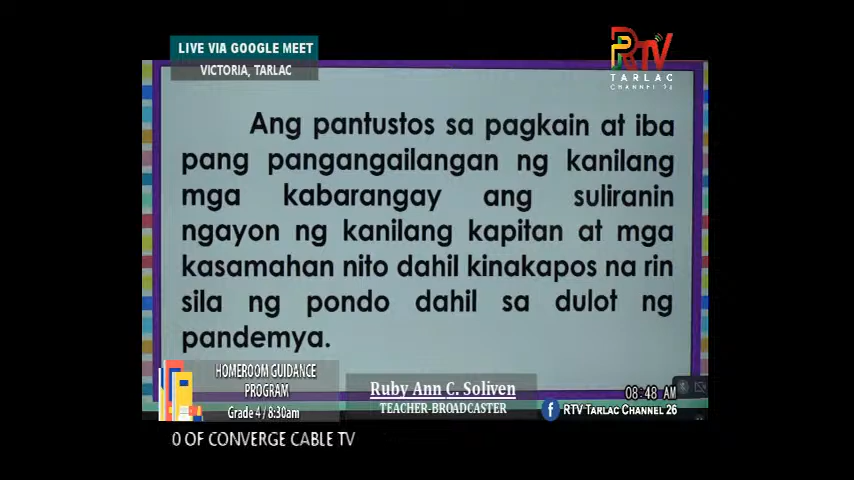 LIVE VIA GOOGLE MEET
VICTORIA, TARLAC
RTV
TARLAC
CHANNEL 26
Ang pantustos sa pagkain at iba
pang pangangailangan ng kanilang
mga kabarangay ang suliranin
ngayon ng kanilang kapitan at mga
kasamahan nito dahil kinakapos na rin
sila ng pondo dahil sa dulot ng
pandemya.
HOMEROOM GUIDANCE
PROGRAM
Grade 4 / 8:30am
Ruby Ann C. Soliven
TEACHER-BROADCASTER
08:48 AM
RTV TARLAC CHANNEL 26
0 OF CONVERGE CABLE TV